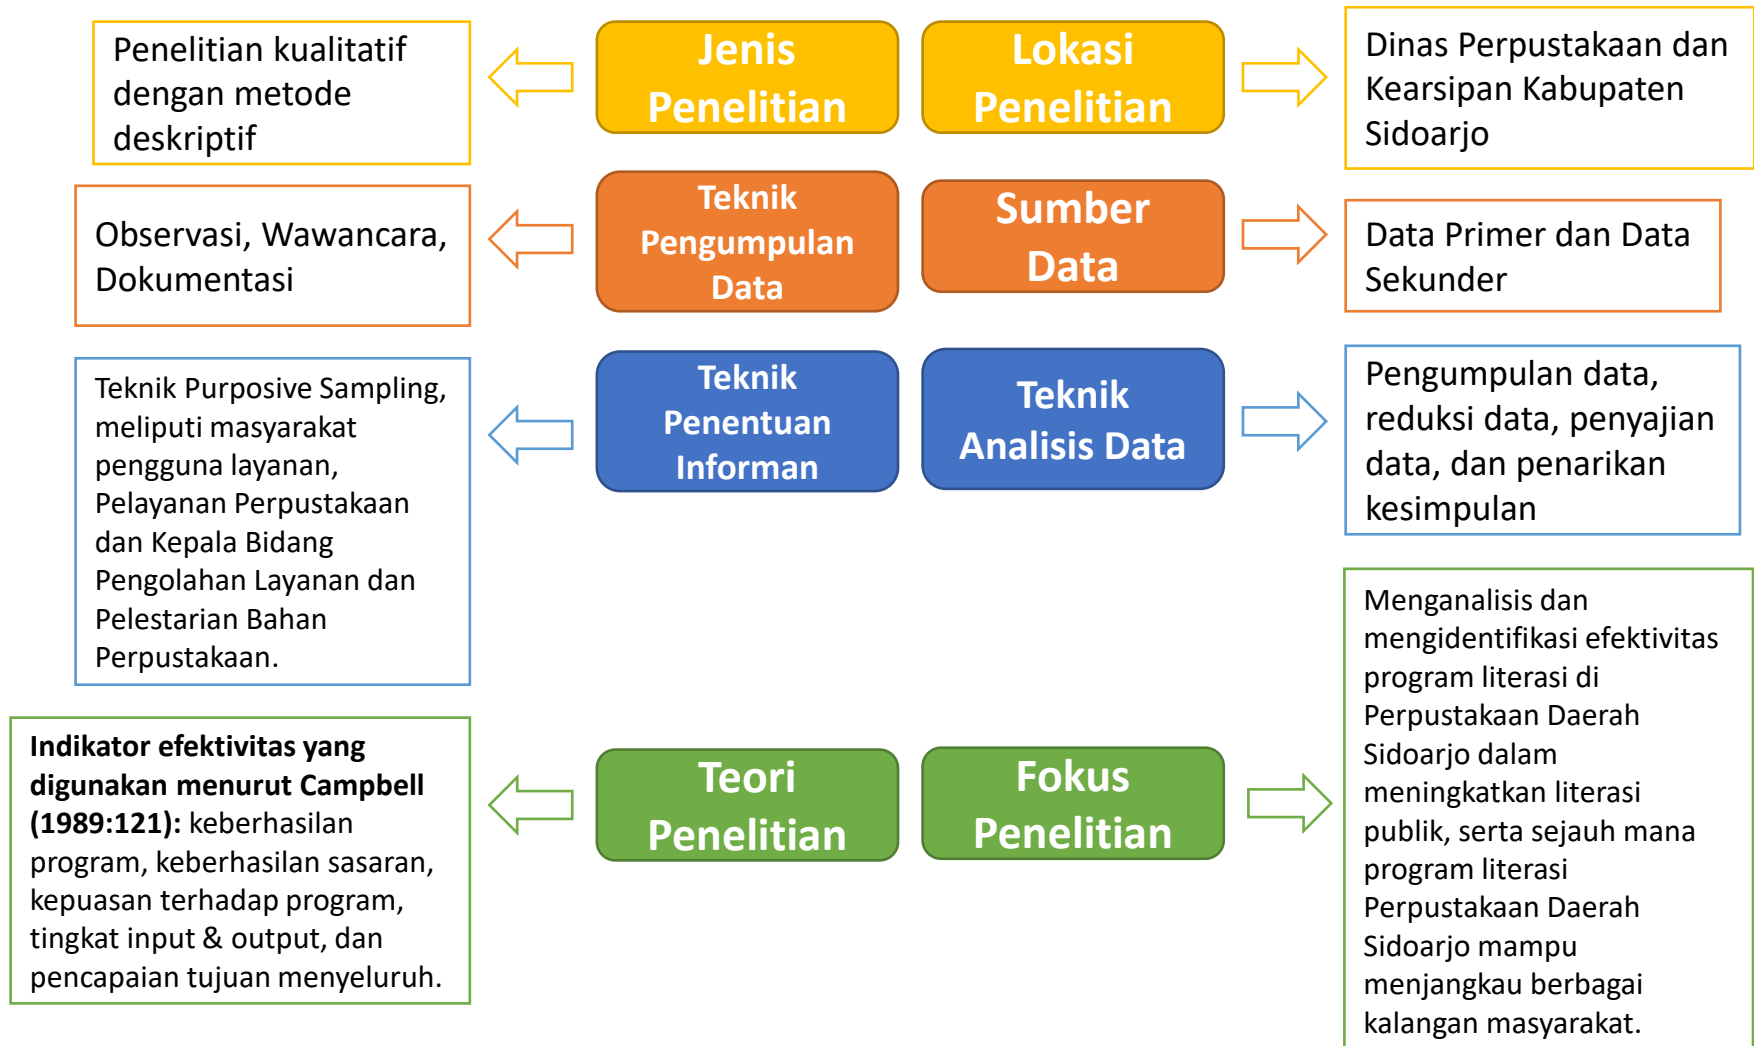 Penelitian kualitatif
dengan metode
deskriptif
Jenis
Penelitian
Lokasi
Penelitian
Dinas Perpustakaan dan
Kearsipan Kabupaten
Sidoarjo
Observasi, Wawancara,
Dokumentasi
Teknik
Pengumpulan
Data
Sumber
Data
Data Primer dan Data
Sekunder
Teknik Purposive Sampling,
meliputi masyarakat
pengguna layanan,
Pelayanan Perpustakaan
dan Kepala Bidang
Pengolahan Layanan dan
Pelestarian Bahan
Perpustakaan.
Teknik
Penentuan
Informan
Teknik
Analisis Data
Pengumpulan data,
reduksi data, penyajian
data, dan penarikan
kesimpulan
Indikator efektivitas yang
digunakan menurut Campbell
(1989:121): keberhasilan
program, keberhasilan sasaran,
kepuasan terhadap program,
tingkat input & output, dan
pencapaian tujuan menyeluruh.
Teori
Penelitian
Fokus
Penelitian
Menganalisis dan
mengidentifikasi efektivitas
program literasi di
Perpustakaan Daerah
Sidoarjo dalam
meningkatkan literasi
publik, serta sejauh mana
program literasi
Perpustakaan Daerah
Sidoarjo mampu
menjangkau berbagai
kalangan masyarakat.